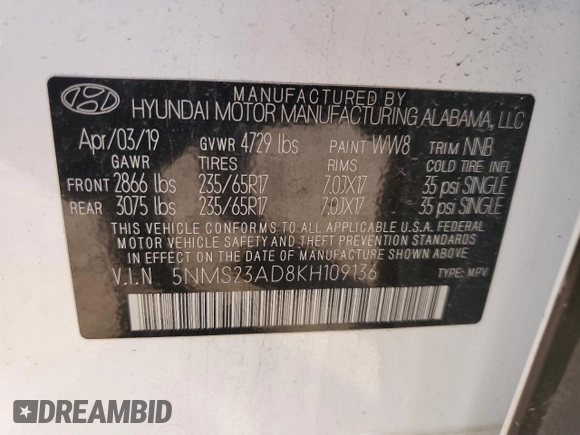 MANUFACTURED BY
HYUNDAI MOTOR MANUFACTURING ALABAMA, LLC
Apr/03/19 GVWR 4729 lbs PAINT WW8 TRIM NNB
GAWR TIRES RIMS COLD TIRE INFL
FRONT 2866 lbs 235/65R17 7.0JX17 35 psi SINGLE
REAR 3075 lbs 235/65R17 7.0JX17 35 psi SINGLE
THIS VEHICLE CONFORMS TO ALL APPLICABLE U.S.A. FEDERAL
MOTOR VEHICLE SAFETY AND THEFT PREVENTION STANDARDS
IN EFFECT ON THE DATE OF MANUFACTURE SHOWN ABOVE.
V.I.N 5NMS23AD8KH109136 TYPE: MPV
DREAMBID